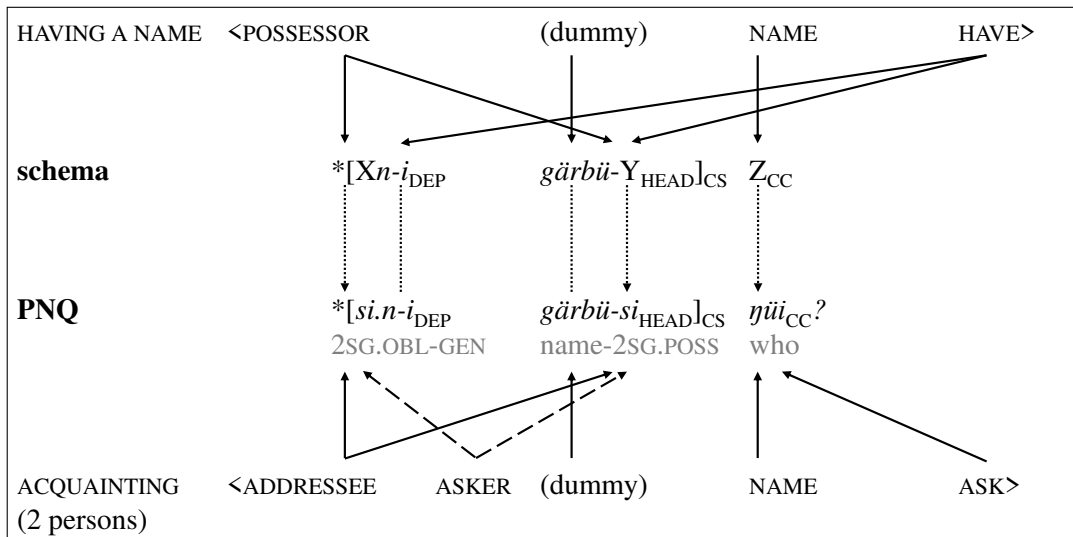 HAVING A NAME <POSSESSOR (dummy) NAME HAVE>
schema *[Xn-iDEP gärbü-YHEAD]CS ZCC
PNQ *[si.n-iDEP gärbü-siHEAD]CS ŋüiCC?
2SG.OBL-GEN name-2SG.POSS who
ACQUAINTING <ADDRESSEE ASKER (dummy) NAME ASK>
(2 persons)